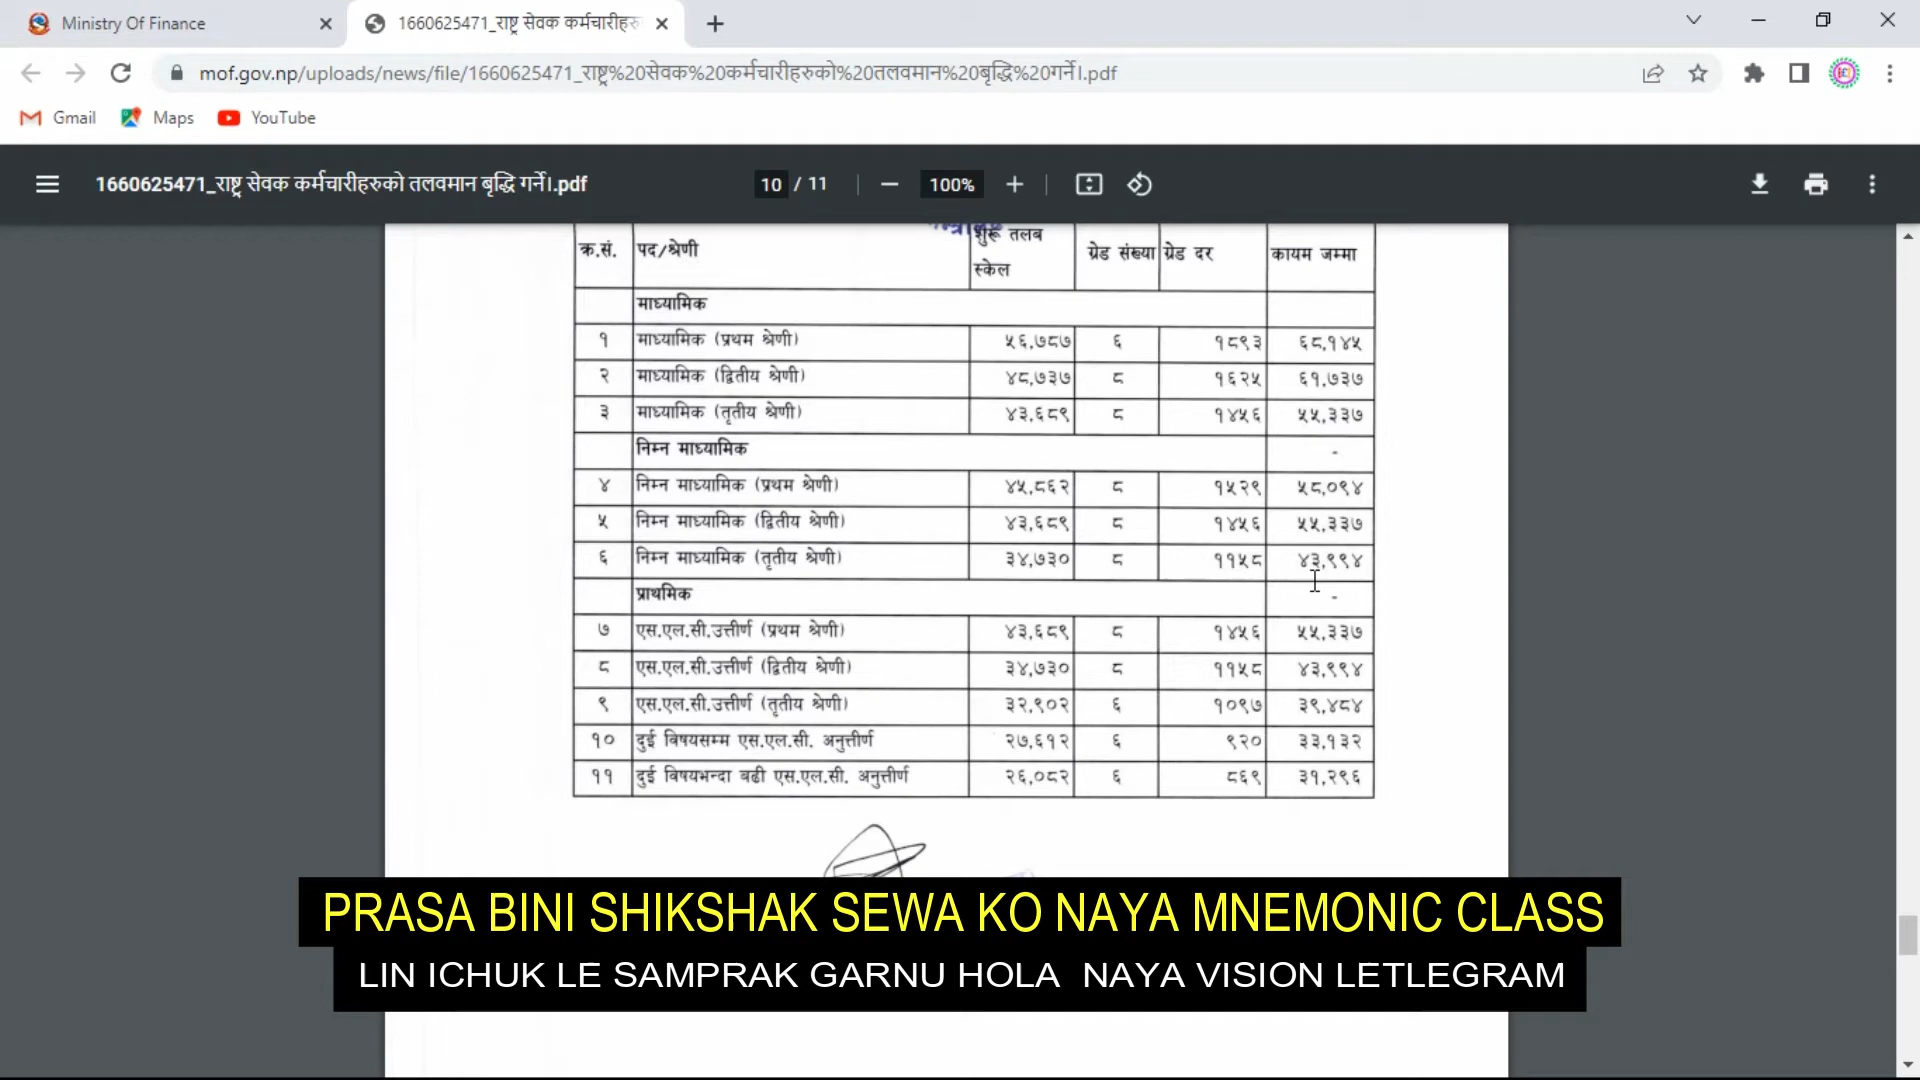 Ministry Of Finance
1660625471_राष्ट्र सेवक कर्मचारीहरु
mof.gov.np/uploads/news/file/1660625471_राष्ट्र%20सेवक%20कर्मचारीहरुको%20तलवमान%20बृद्धि%20गर्ने।.pdf
Gmail Maps YouTube
1660625471_राष्ट्र सेवक कर्मचारीहरुको तलवमान बृद्धि गर्ने।.pdf 10 / 11 100%
क्र.सं. पद/श्रेणी शुरू तलब स्केल ग्रेड संख्या ग्रेड दर कायम जम्मा
माध्यामिक
१ माध्यामिक (प्रथम श्रेणी) ५६,७८७ ६ १८९३ ६८,१४५
२ माध्यामिक (द्वितीय श्रेणी) ४८,७३७ ८ १६२५ ६१,७३७
३ माध्यामिक (तृतीय श्रेणी) ४३,६८९ ८ १४५६ ५५,३३७
निम्न माध्यामिक -
४ निम्न माध्यामिक (प्रथम श्रेणी) ४५,८६२ ८ १५२९ ५८,०९४
५ निम्न माध्यामिक (द्वितीय श्रेणी) ४३,६८९ ८ १४५६ ५५,३३७
६ निम्न माध्यामिक (तृतीय श्रेणी) ३४,७३० ८ ११५८ ४३,९९४
प्राथमिक -
७ एस.एल.सी.उत्तीर्ण (प्रथम श्रेणी) ४३,६८९ ८ १४५६ ५५,३३७
८ एस.एल.सी.उत्तीर्ण (द्वितीय श्रेणी) ३४,७३० ८ ११५८ ४३,९९४
९ एस.एल.सी.उत्तीर्ण (तृतीय श्रेणी) ३२,९०२ ६ १०९७ ३९,४८४
१० दुई विषयसम्म एस.एल.सी. अनुत्तीर्ण २७,६१२ ६ ९२० ३३,१३२
११ दुई विषयभन्दा बढी एस.एल.सी. अनुत्तीर्ण २६,०८२ ६ ८६९ ३१,२९६
PRASA BINI SHIKSHAK SEWA KO NAYA MNEMONIC CLASS
LIN ICHUK LE SAMPRAK GARNU HOLA NAYA VISION LETLEGRAM